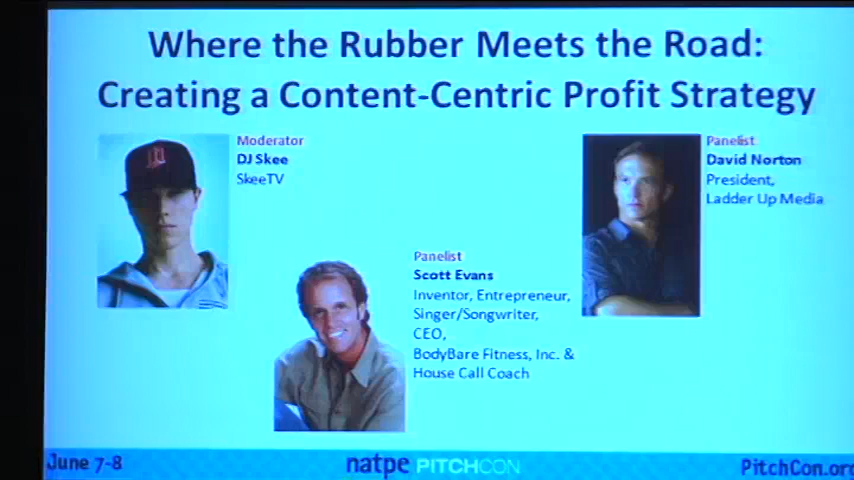 Where the Rubber Meets the Road:
Creating a Content-Centric Profit Strategy
Moderator
DJ Skee
SkeeTV
Panelist
David Norton
President,
Ladder Up Media
Panelist
Scott Evans
Inventor, Entrepreneur,
Singer/Songwriter,
CEO,
BodyBare Fitness, Inc. &
House Call Coach
June 7-8
natpe PITCHCON
PitchCon.org